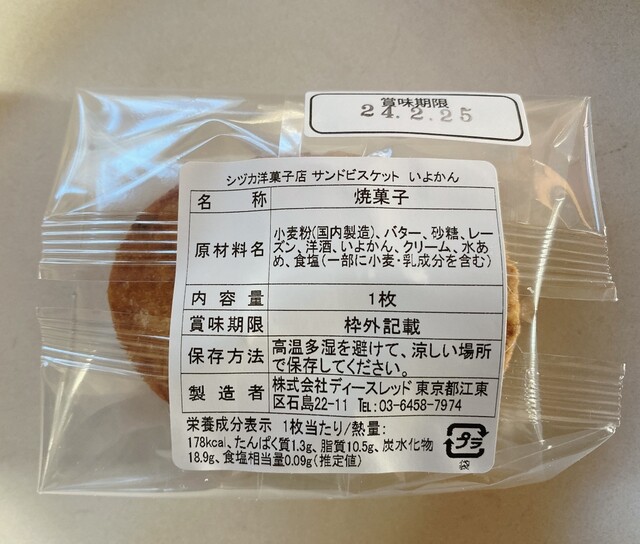 賞味期限
24.2.25
シヅカ洋菓子店 サンドビスケット いよかん
名 称 焼菓子
原材料名 小麦粉(国内製造)、バター、砂糖、レー
ズン、洋酒、いよかん、クリーム、水あ
め、食塩(一部に小麦・乳成分を含む)
内容量 1枚
賞味期限 枠外記載
保存方法 高温多湿を避けて、涼しい場所
で保存してください。
製造者 株式会社ディースレッド 東京都江東
区石島22-11 TEL:03-6458-7974
栄養成分表示 1枚当たり/熱量:
178kcal、たんぱく質1.3g、脂質10.5g、炭水化物
18.9g、食塩相当量0.09g(推定値)
プラ
袋